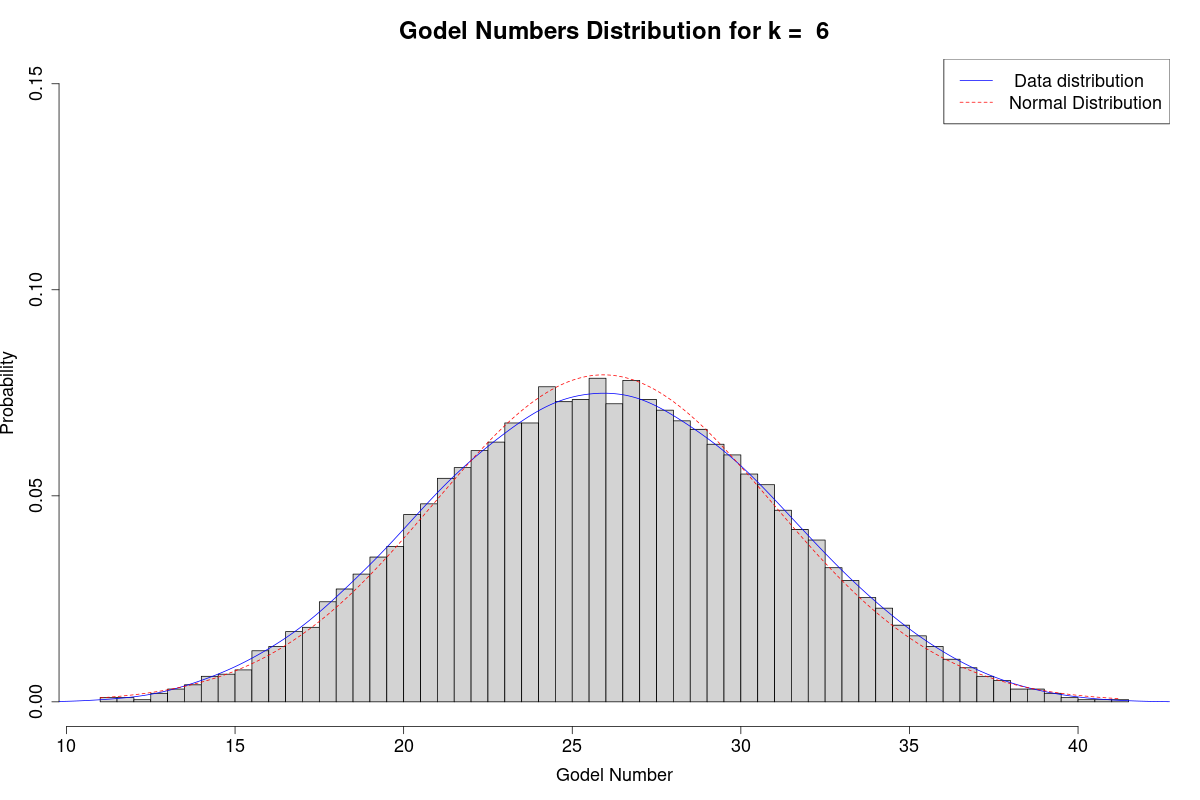 Godel Numbers Distribution for k = 6
Data distribution
Normal Distribution
Probability
0.15
0.10
0.05
0.00
10 15 20 25 30 35 40
Godel Number